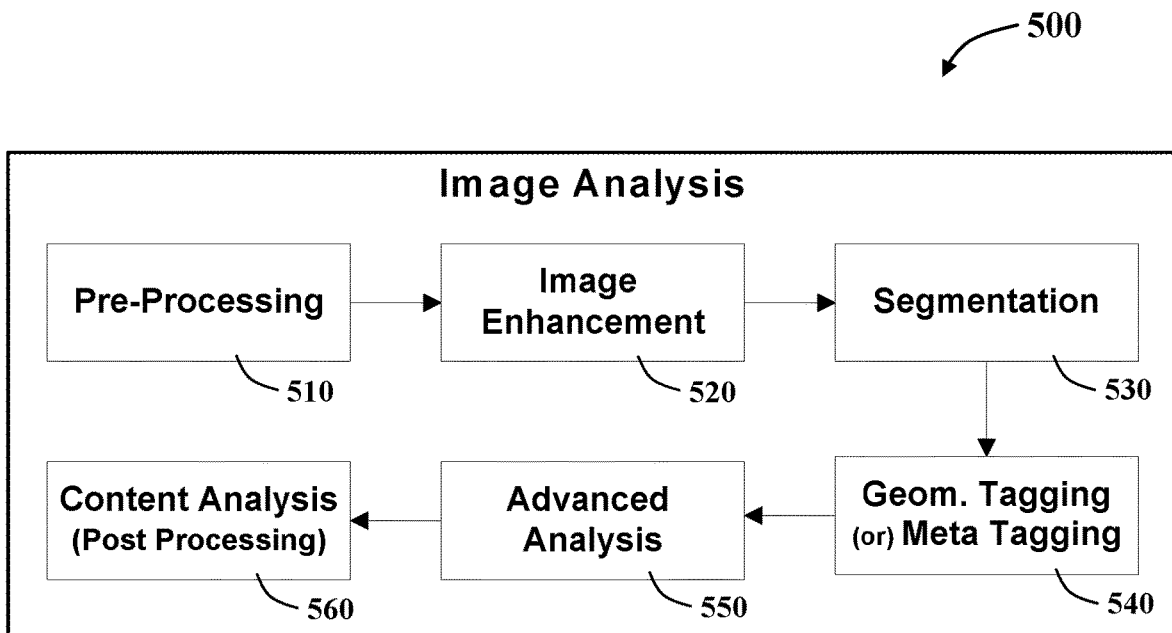 500
Image Analysis
Pre-Processing
510
Image
Enhancement
520
Segmentation
530
Geom. Tagging
(or) Meta Tagging
540
Advanced
Analysis
550
Content Analysis
(Post Processing)
560